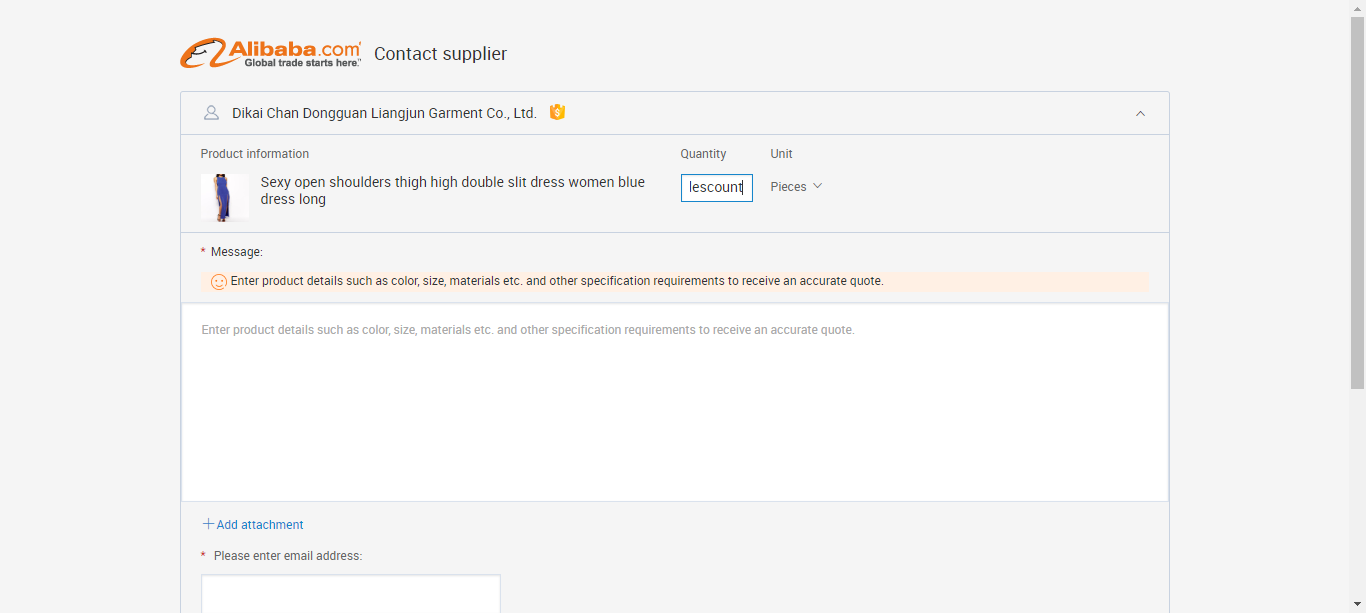 Alibaba.com
Global trade starts here.™
Contact supplier
Dikai Chan Dongguan Liangjun Garment Co., Ltd.
Product information
Quantity
Unit
Sexy open shoulders thigh high double slit dress women blue
dress long
lescount
Pieces
* Message:
Enter product details such as color, size, materials etc. and other specification requirements to receive an accurate quote.
Enter product details such as color, size, materials etc. and other specification requirements to receive an accurate quote.
Add attachment
* Please enter email address: